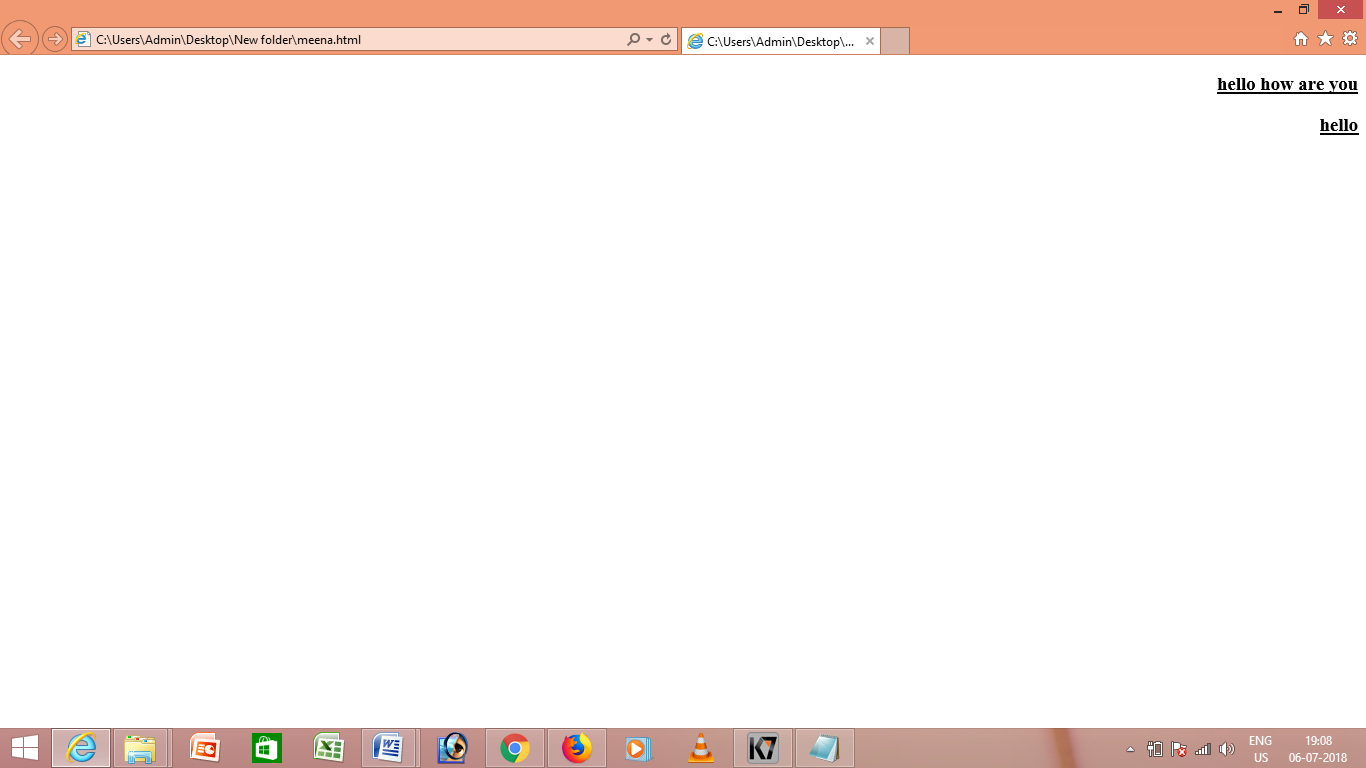 C:\Users\Admin\Desktop\New folder\meena.html
C:\Users\Admin\Desktop\...
hello how are you
hello
K7
ENG
US
19:08
06-07-2018